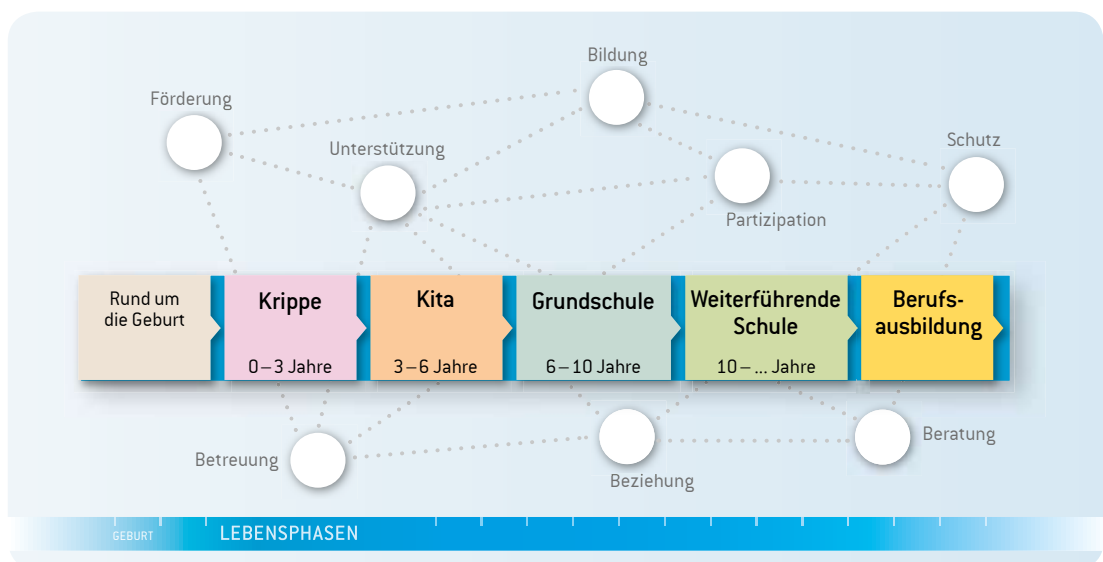 Bildung
Förderung
Unterstützung
Schutz
Partizipation
Rund um
die Geburt
Krippe
0–3 Jahre
Kita
3–6 Jahre
Grundschule
6–10 Jahre
Weiterführende
Schule
10–... Jahre
Berufs-
ausbildung
Betreuung
Beziehung
Beratung
GEBURT
LEBENSPHASEN